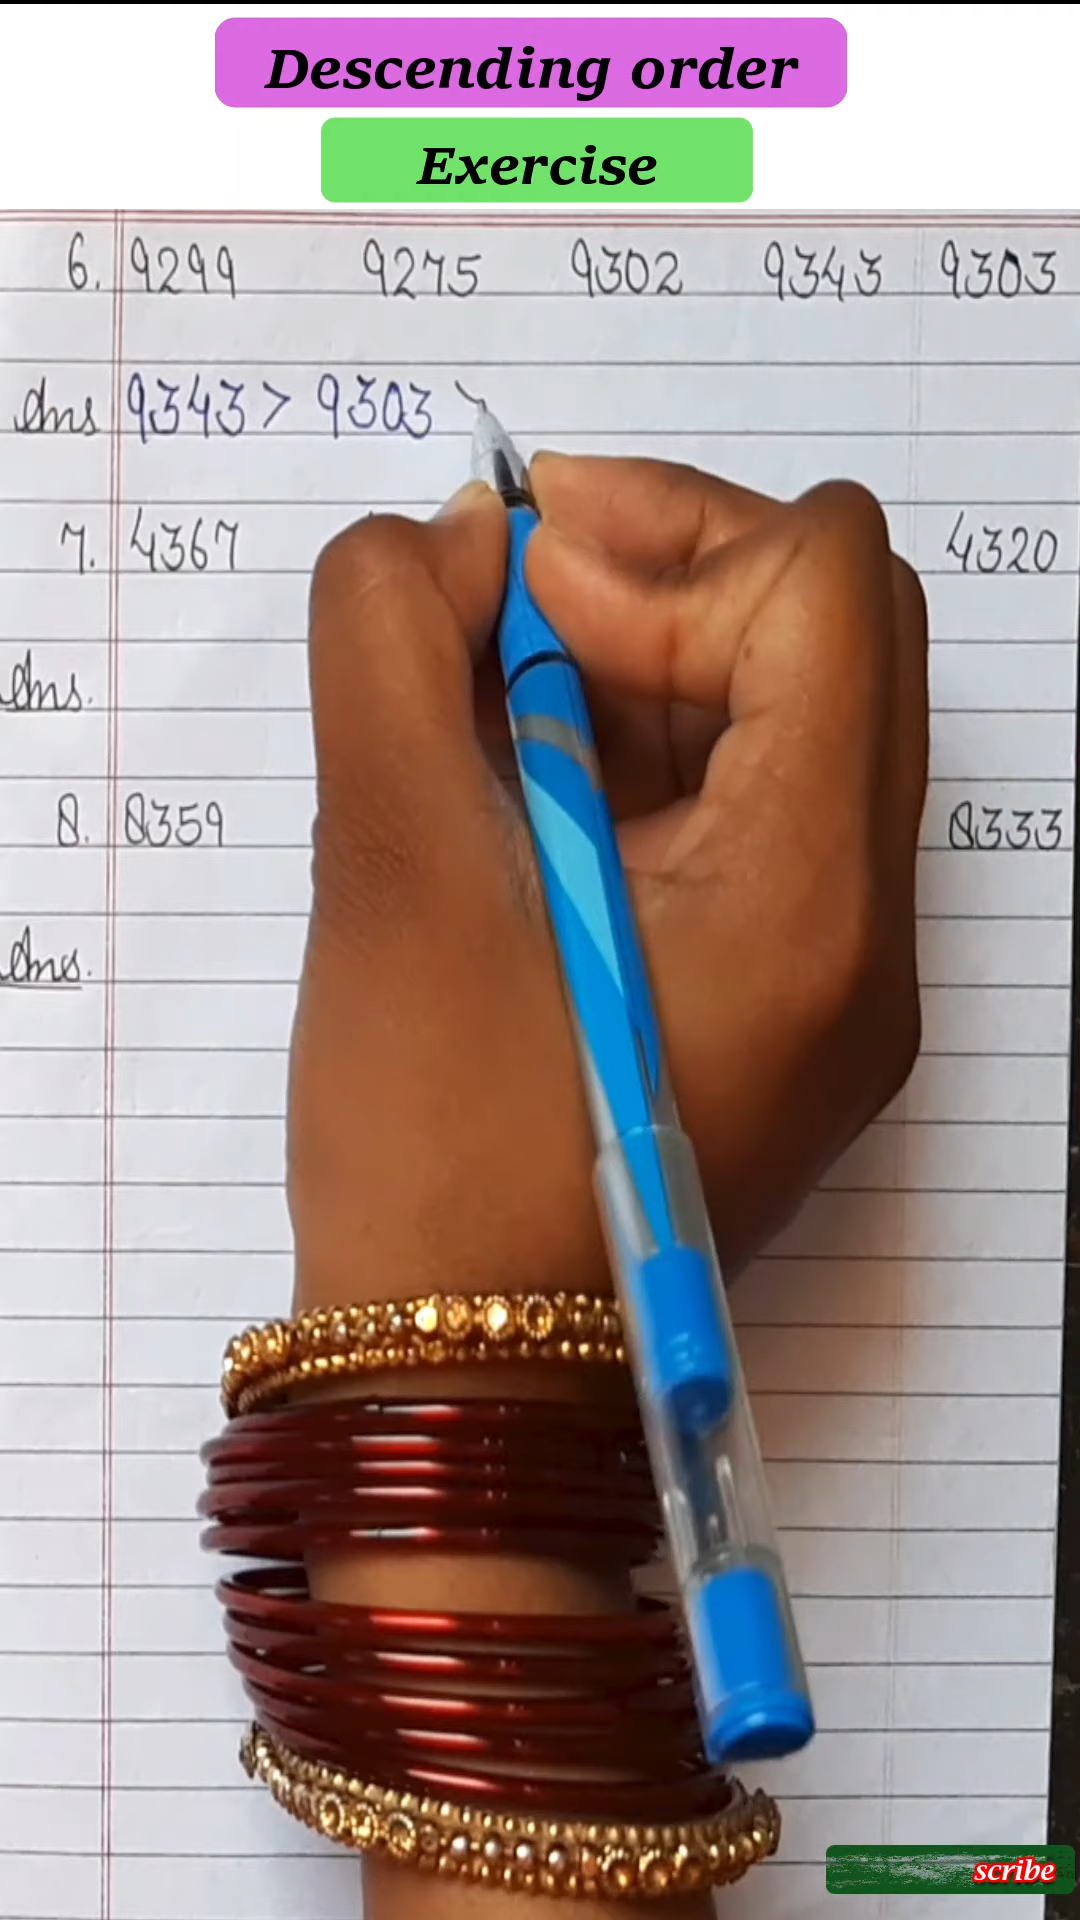 Descending order
Exercise
6. 9299 9275 9302 9343 9303
Ans 9343 > 9303 >
7. 4367 4320
Ans.
8. 8359 8333
Ans.
scribe